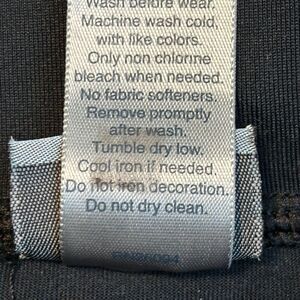 Wash before wear.
Machine wash cold,
with like colors.
Only non chlorine
bleach when needed.
No fabric softeners.
Remove promptly
after wash.
Tumble dry low.
Cool iron if needed.
Do not iron decoration.
Do not dry clean.
RN36094